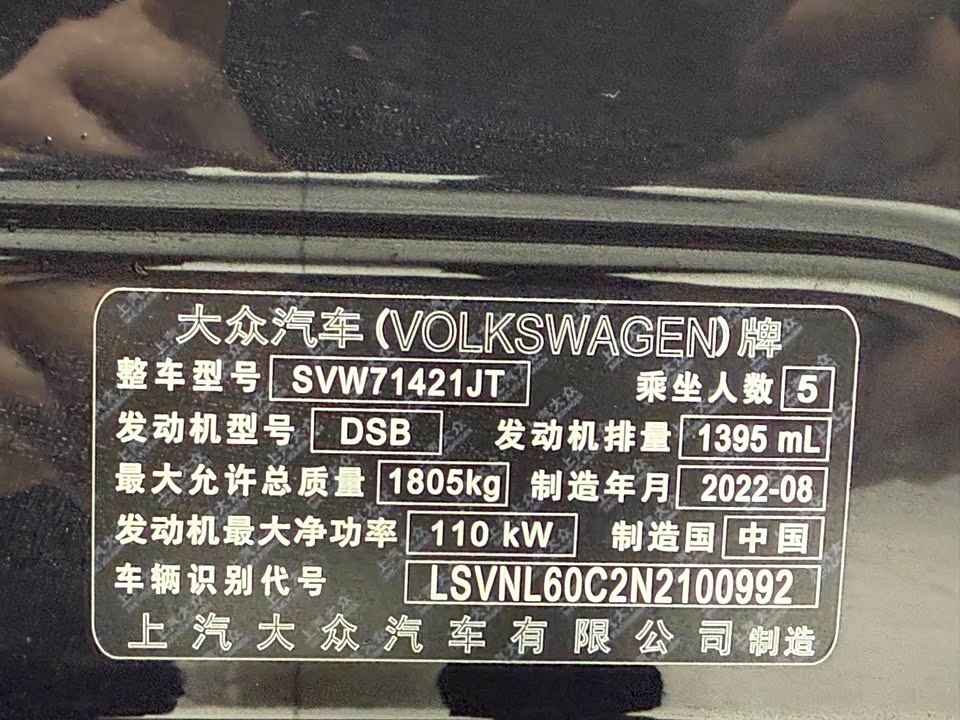 大众汽车(VOLKSWAGEN)牌
整车型号 SVW71421JT 乘坐人数 5
发动机型号 DSB 发动机排量 1395 mL
最大允许总质量 1805kg 制造年月 2022-08
发动机最大净功率 110 kW 制造国 中国
车辆识别代号 LSVNL60C2N2100992
上汽大众汽车有限公司 制造